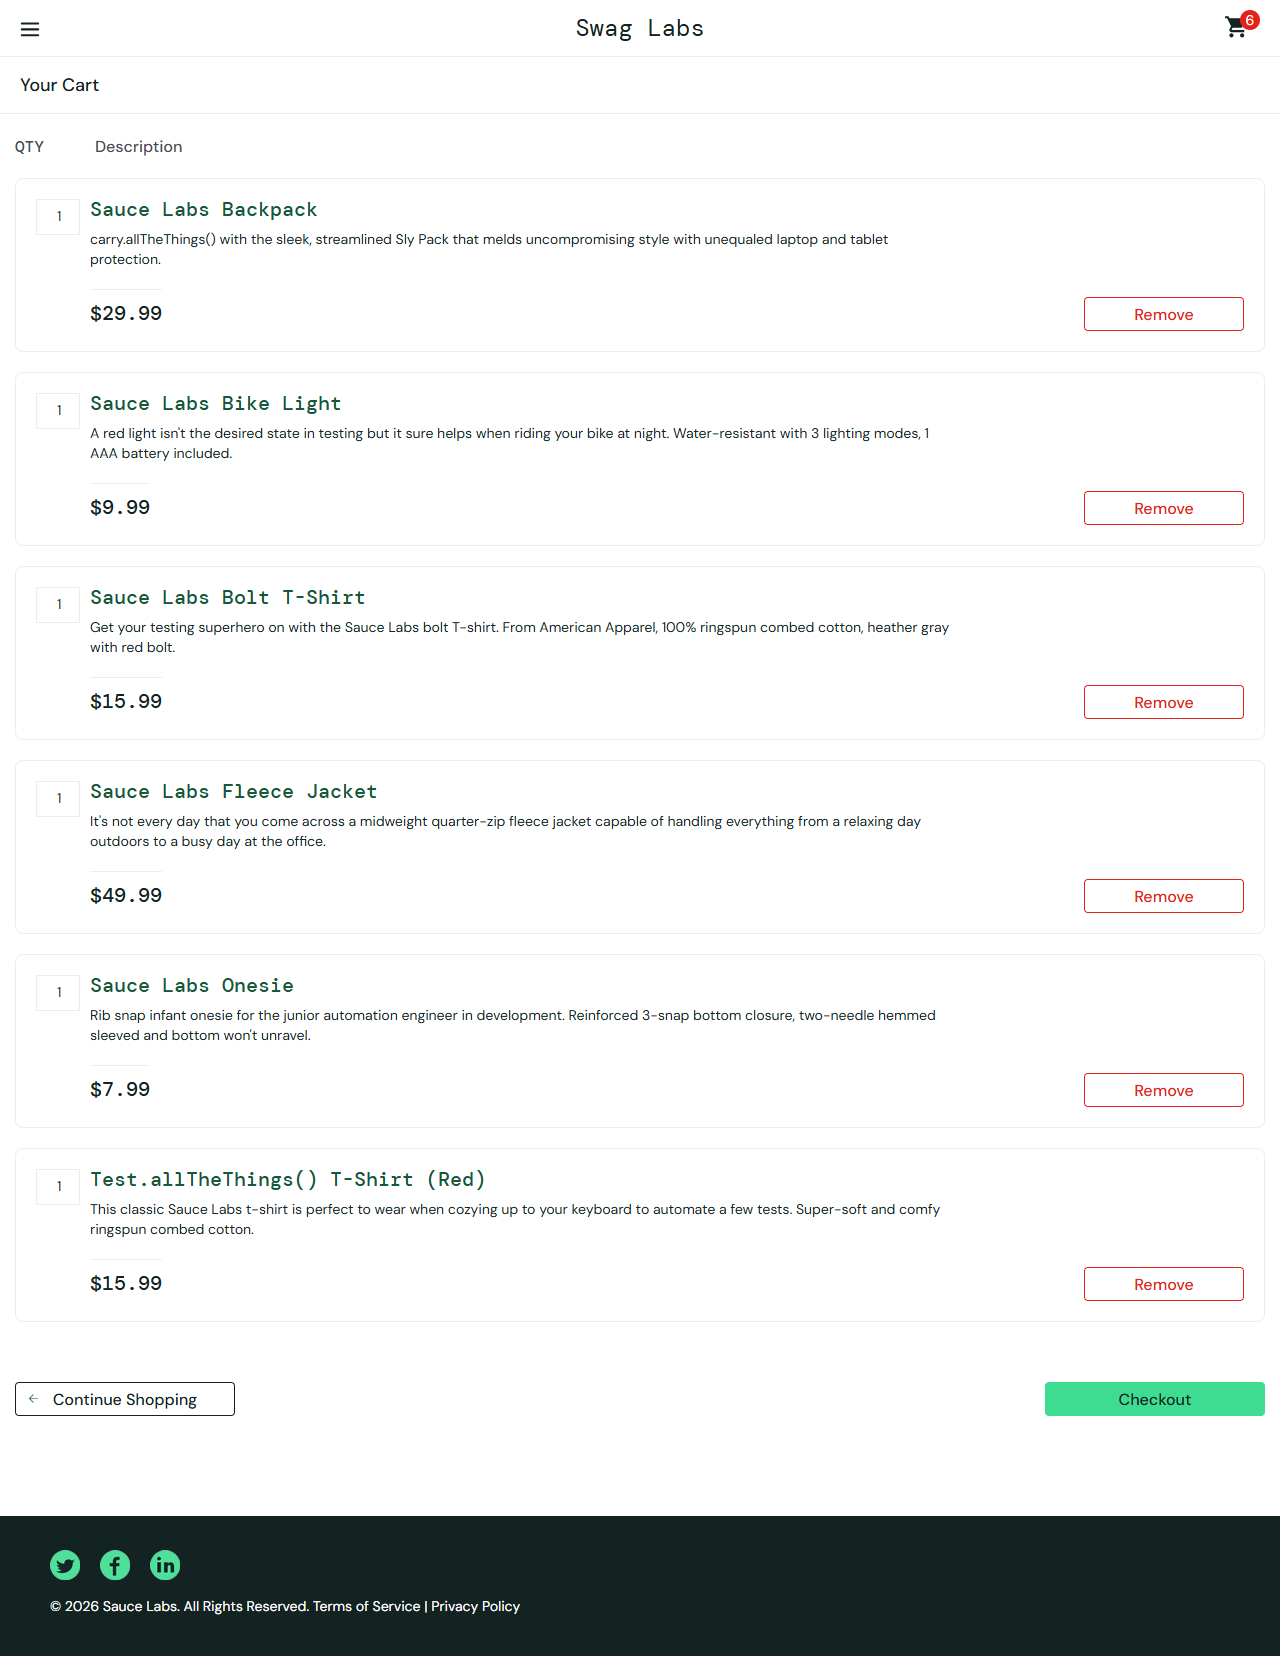 Swag Labs
6
Your Cart
QTY Description
1
Sauce Labs Backpack
carry.allTheThings() with the sleek, streamlined Sly Pack that melds uncompromising style with unequaled laptop and tablet
protection.
$29.99
Remove
1
Sauce Labs Bike Light
A red light isn't the desired state in testing but it sure helps when riding your bike at night. Water-resistant with 3 lighting modes, 1
AAA battery included.
$9.99
Remove
1
Sauce Labs Bolt T-Shirt
Get your testing superhero on with the Sauce Labs bolt T-shirt. From American Apparel, 100% ringspun combed cotton, heather gray
with red bolt.
$15.99
Remove
1
Sauce Labs Fleece Jacket
It's not every day that you come across a midweight quarter-zip fleece jacket capable of handling everything from a relaxing day
outdoors to a busy day at the office.
$49.99
Remove
1
Sauce Labs Onesie
Rib snap infant onesie for the junior automation engineer in development. Reinforced 3-snap bottom closure, two-needle hemmed
sleeved and bottom won't unravel.
$7.99
Remove
1
Test.allTheThings() T-Shirt (Red)
This classic Sauce Labs t-shirt is perfect to wear when cozying up to your keyboard to automate a few tests. Super-soft and comfy
ringspun combed cotton.
$15.99
Remove
Continue Shopping
Checkout
© 2026 Sauce Labs. All Rights Reserved. Terms of Service | Privacy Policy